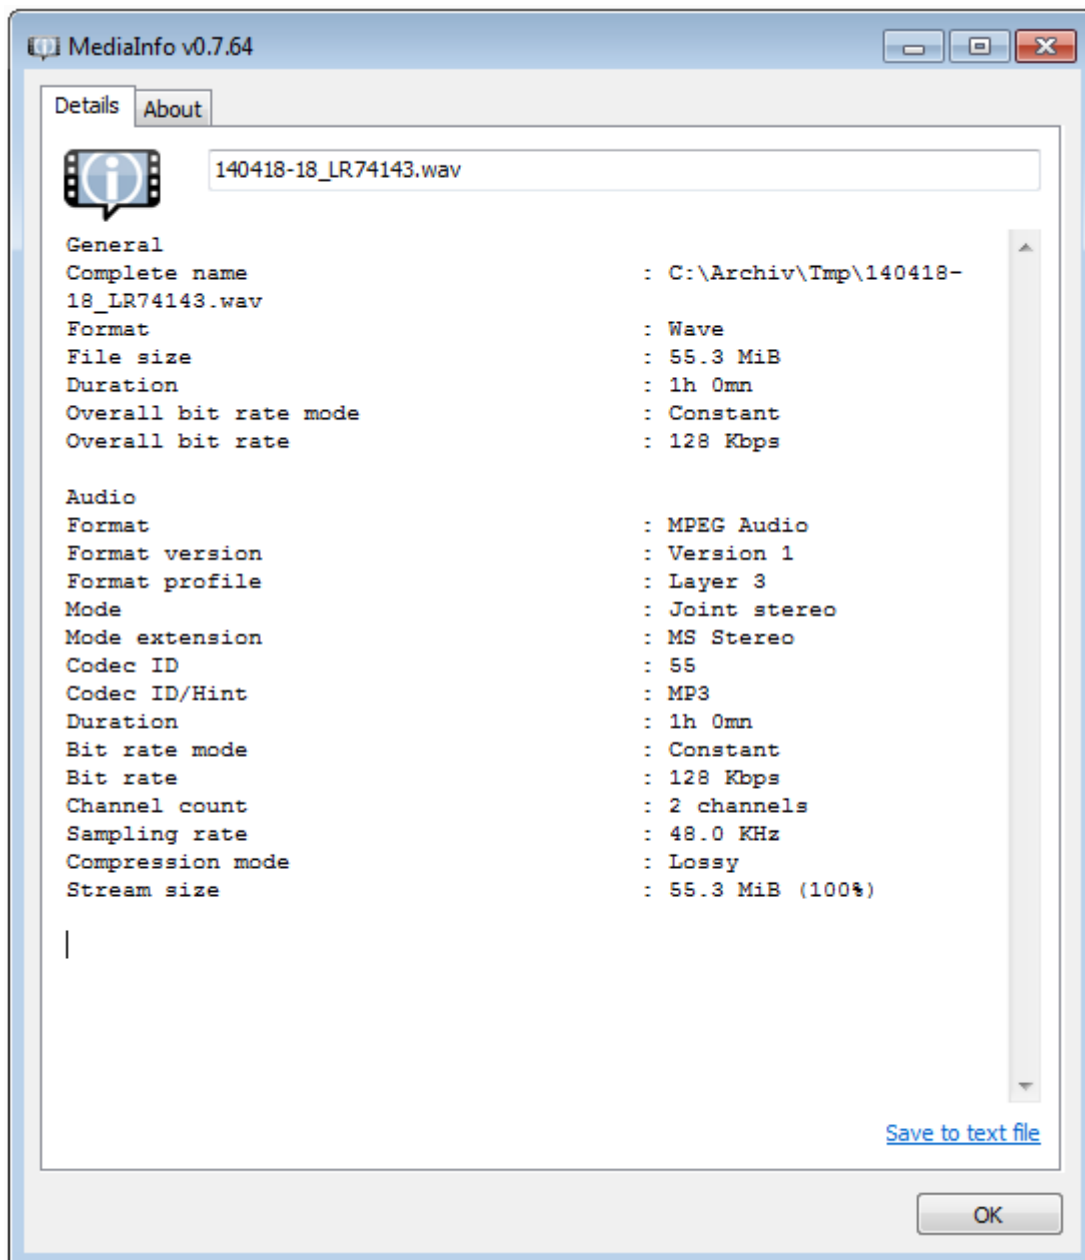 MediaInfo v0.7.64
Details
About
140418-18_LR74143.wav
General
Complete name : C:\Archiv\Tmp\140418-
18_LR74143.wav
Format : Wave
File size : 55.3 MiB
Duration : 1h 0mn
Overall bit rate mode : Constant
Overall bit rate : 128 Kbps
Audio
Format : MPEG Audio
Format version : Version 1
Format profile : Layer 3
Mode : Joint stereo
Mode extension : MS Stereo
Codec ID : 55
Codec ID/Hint : MP3
Duration : 1h 0mn
Bit rate mode : Constant
Bit rate : 128 Kbps
Channel count : 2 channels
Sampling rate : 48.0 KHz
Compression mode : Lossy
Stream size : 55.3 MiB (100%)
Save to text file
OK